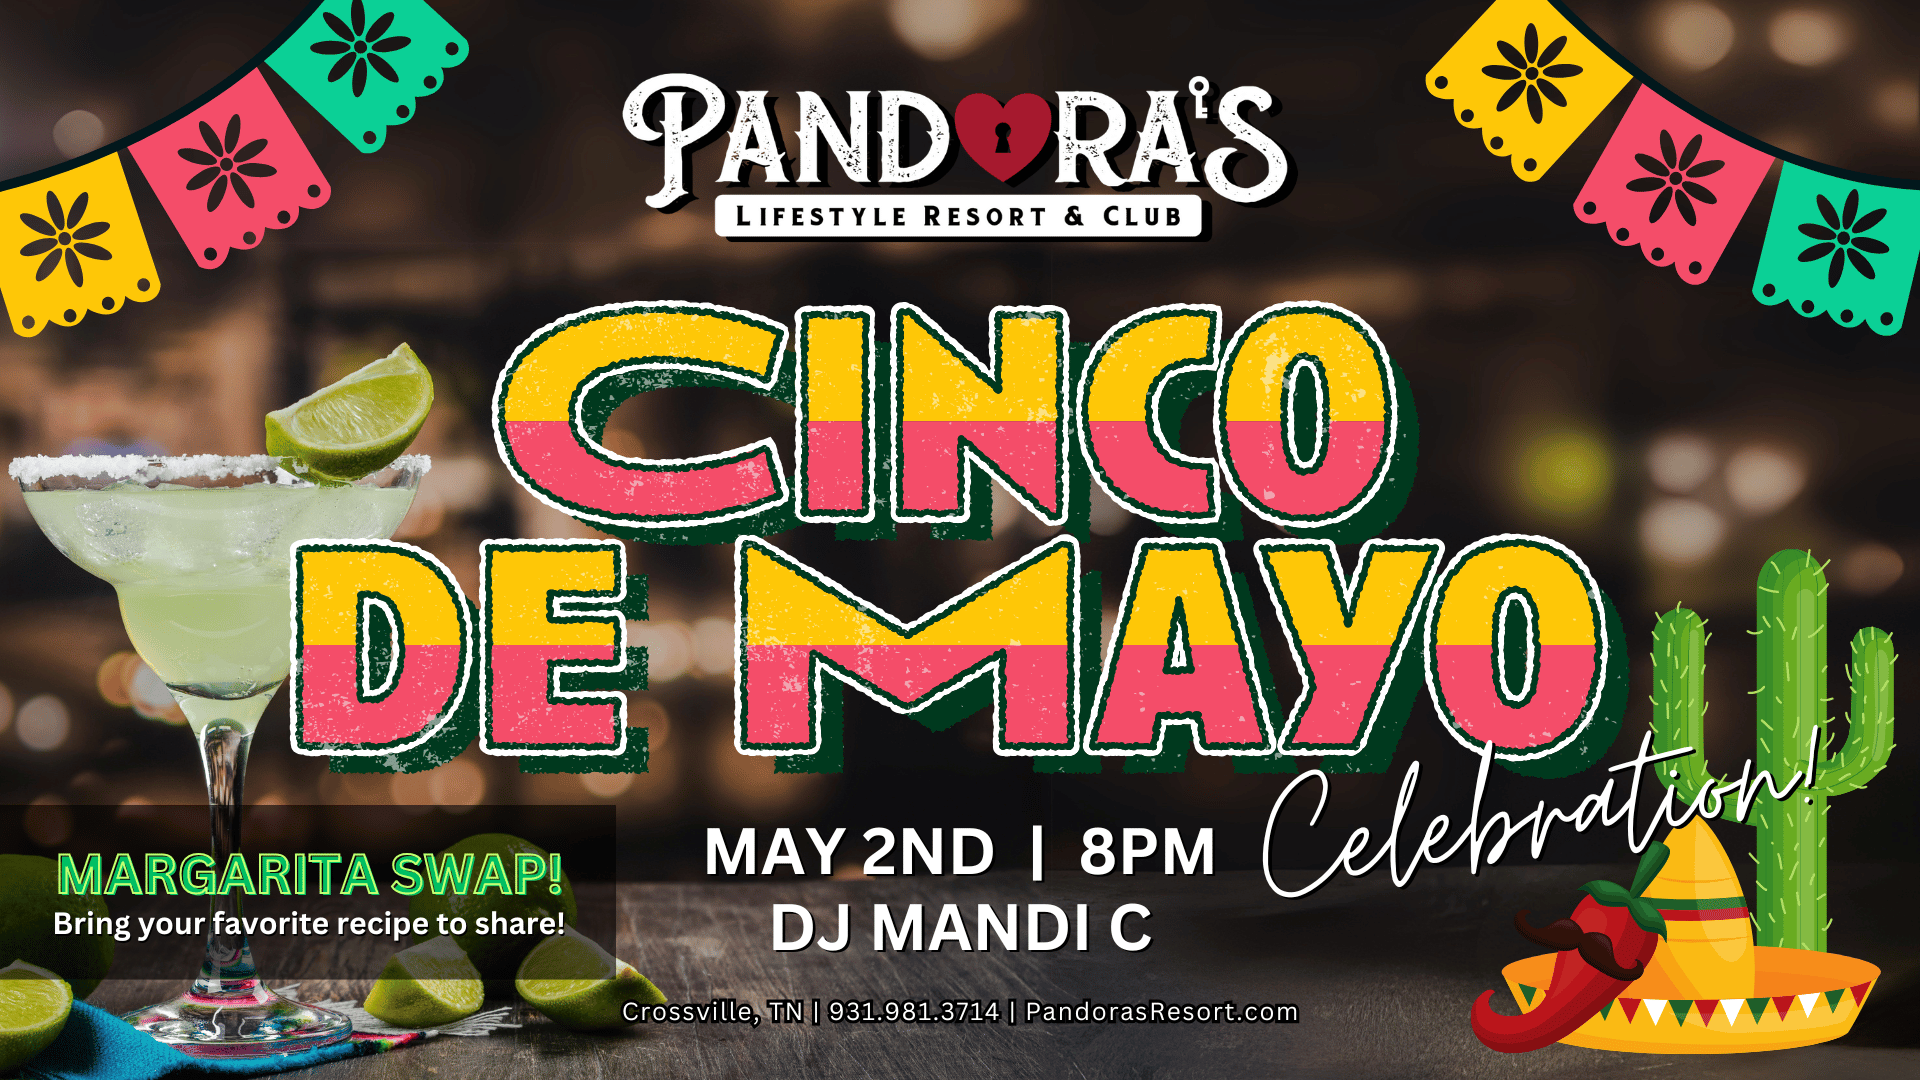 PANDORA'S
LIFESTYLE RESORT & CLUB
CINCO
DE MAYO
Celebration!
MARGARITA SWAP!
Bring your favorite recipe to share!
MAY 2ND | 8PM
DJ MANDI C
Crossville, TN | 931.981.3714 | PandorasResort.com